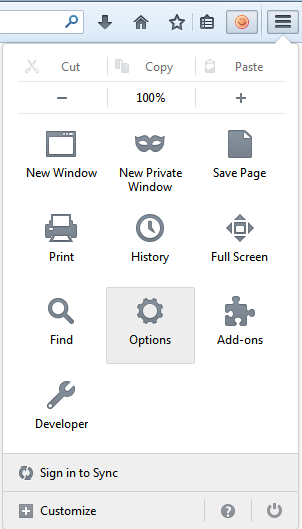 Cut Copy Paste
100%
New Window New Private Save Page
Window
Print History Full Screen
Find Options Add-ons
Developer
Sign in to Sync
Customize